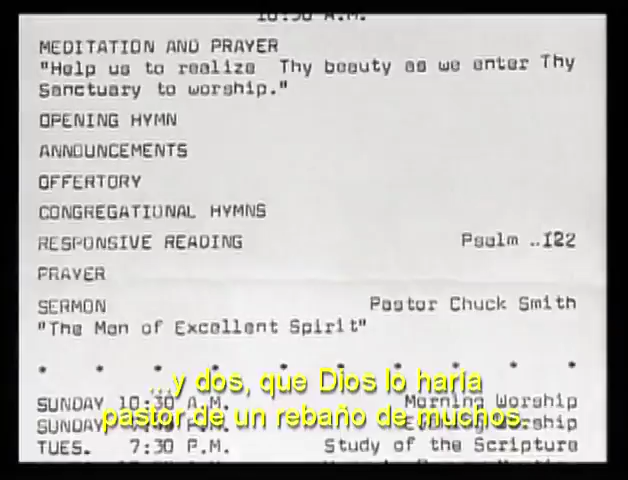 10:30 A.M.
MEDITATION AND PRAYER
"Help us to realize Thy beauty as we enter Thy
Sanctuary to worship."
OPENING HYMN
ANNOUNCEMENTS
OFFERTORY
CONGREGATIONAL HYMNS
RESPONSIVE READING Psalm ..122
PRAYER
SERMON Pastor Chuck Smith
"The Man of Excellent Spirit"
* * * * * * * * * *
SUNDAY 10:30 A.M. Morning Worship
SUNDAY P.M. Worship
TUES. 7:30 P.M. Study of the Scripture
...y dos, que Dios lo haría
pastor de un rebaño de muchos.